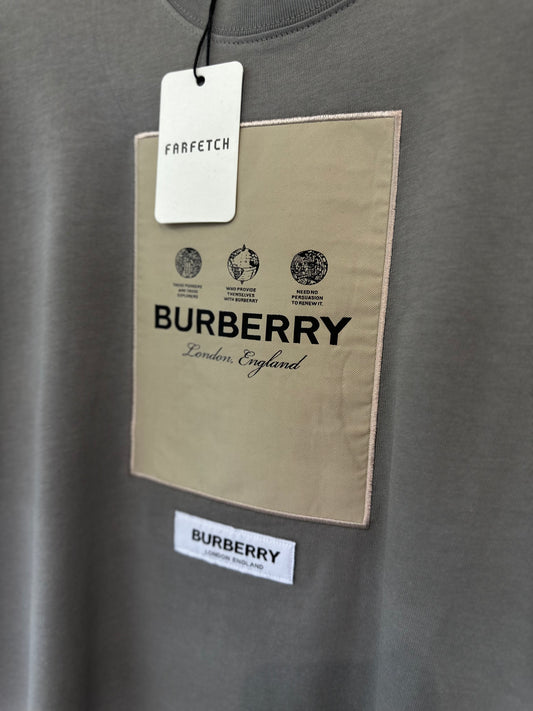 FARFETCH
THOSE PIONEERS
AND THOSE
EXPLORERS
WHO PROVIDE
THEMSELVES
WITH BURBERRY
NEED NO
PERSUASION
TO RENEW IT.
BURBERRY
London, England
BURBERRY
LONDON ENGLAND